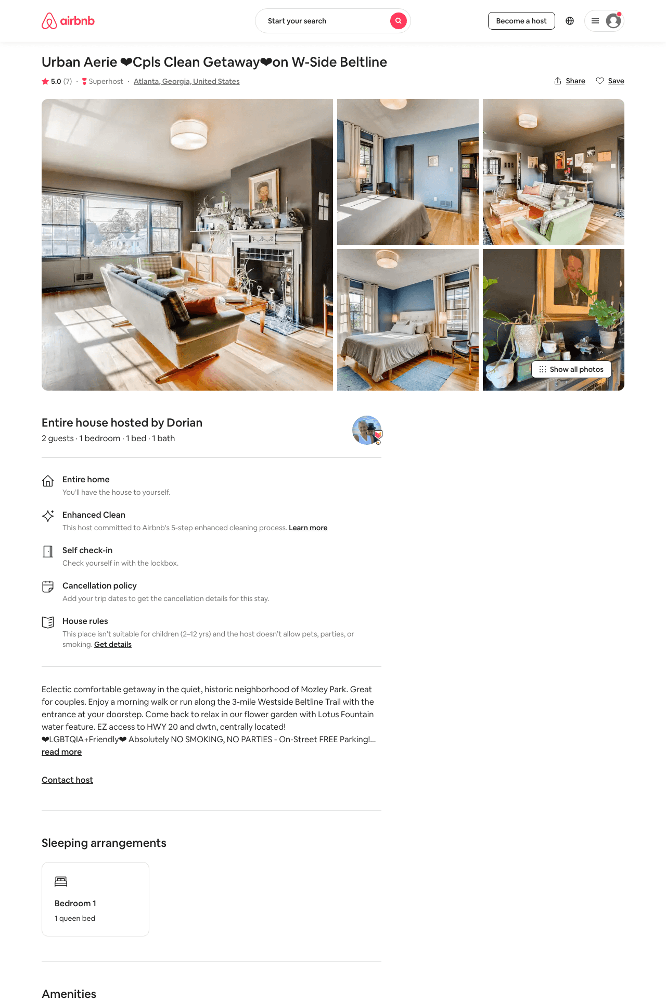 airbnb
Start your search
Become a host
Urban Aerie ❤Cpls Clean Getaway❤on W-Side Beltline
5.0 (7) · Superhost · Atlanta, Georgia, United States
Share
Save
Show all photos
Entire house hosted by Dorian
2 guests · 1 bedroom · 1 bed · 1 bath
Entire home
You’ll have the house to yourself.
Enhanced Clean
This host committed to Airbnb's 5-step enhanced cleaning process. Learn more
Self check-in
Check yourself in with the lockbox.
Cancellation policy
Add your trip dates to get the cancellation details for this stay.
House rules
This place isn’t suitable for children (2–12 yrs) and the host doesn’t allow pets, parties, or
smoking. Get details
Eclectic comfortable getaway in the quiet, historic neighborhood of Mozley Park. Great
for couples. Enjoy a morning walk or run along the 3-mile Westside Beltline Trail with the
entrance at your doorstep. Come back to relax in our flower garden with Lotus Fountain
water feature. EZ access to HWY 20 and dwtn, centrally located!
❤LGBTQIA+Friendly❤ Absolutely NO SMOKING, NO PARTIES - On-Street FREE Parking!...
read more
Contact host
Sleeping arrangements
Bedroom 1
1 queen bed
Amenities